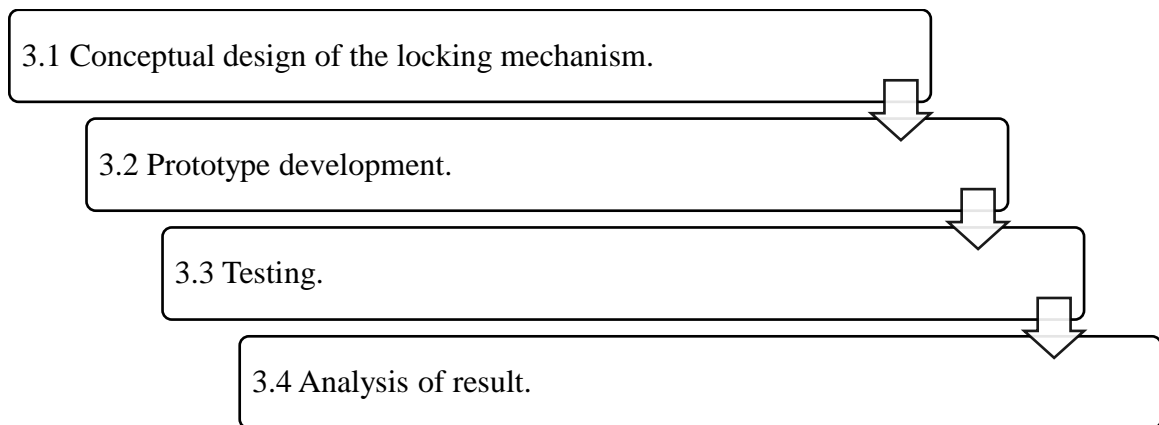 3.1 Conceptual design of the locking mechanism.
3.2 Prototype development.
3.3 Testing.
3.4 Analysis of result.